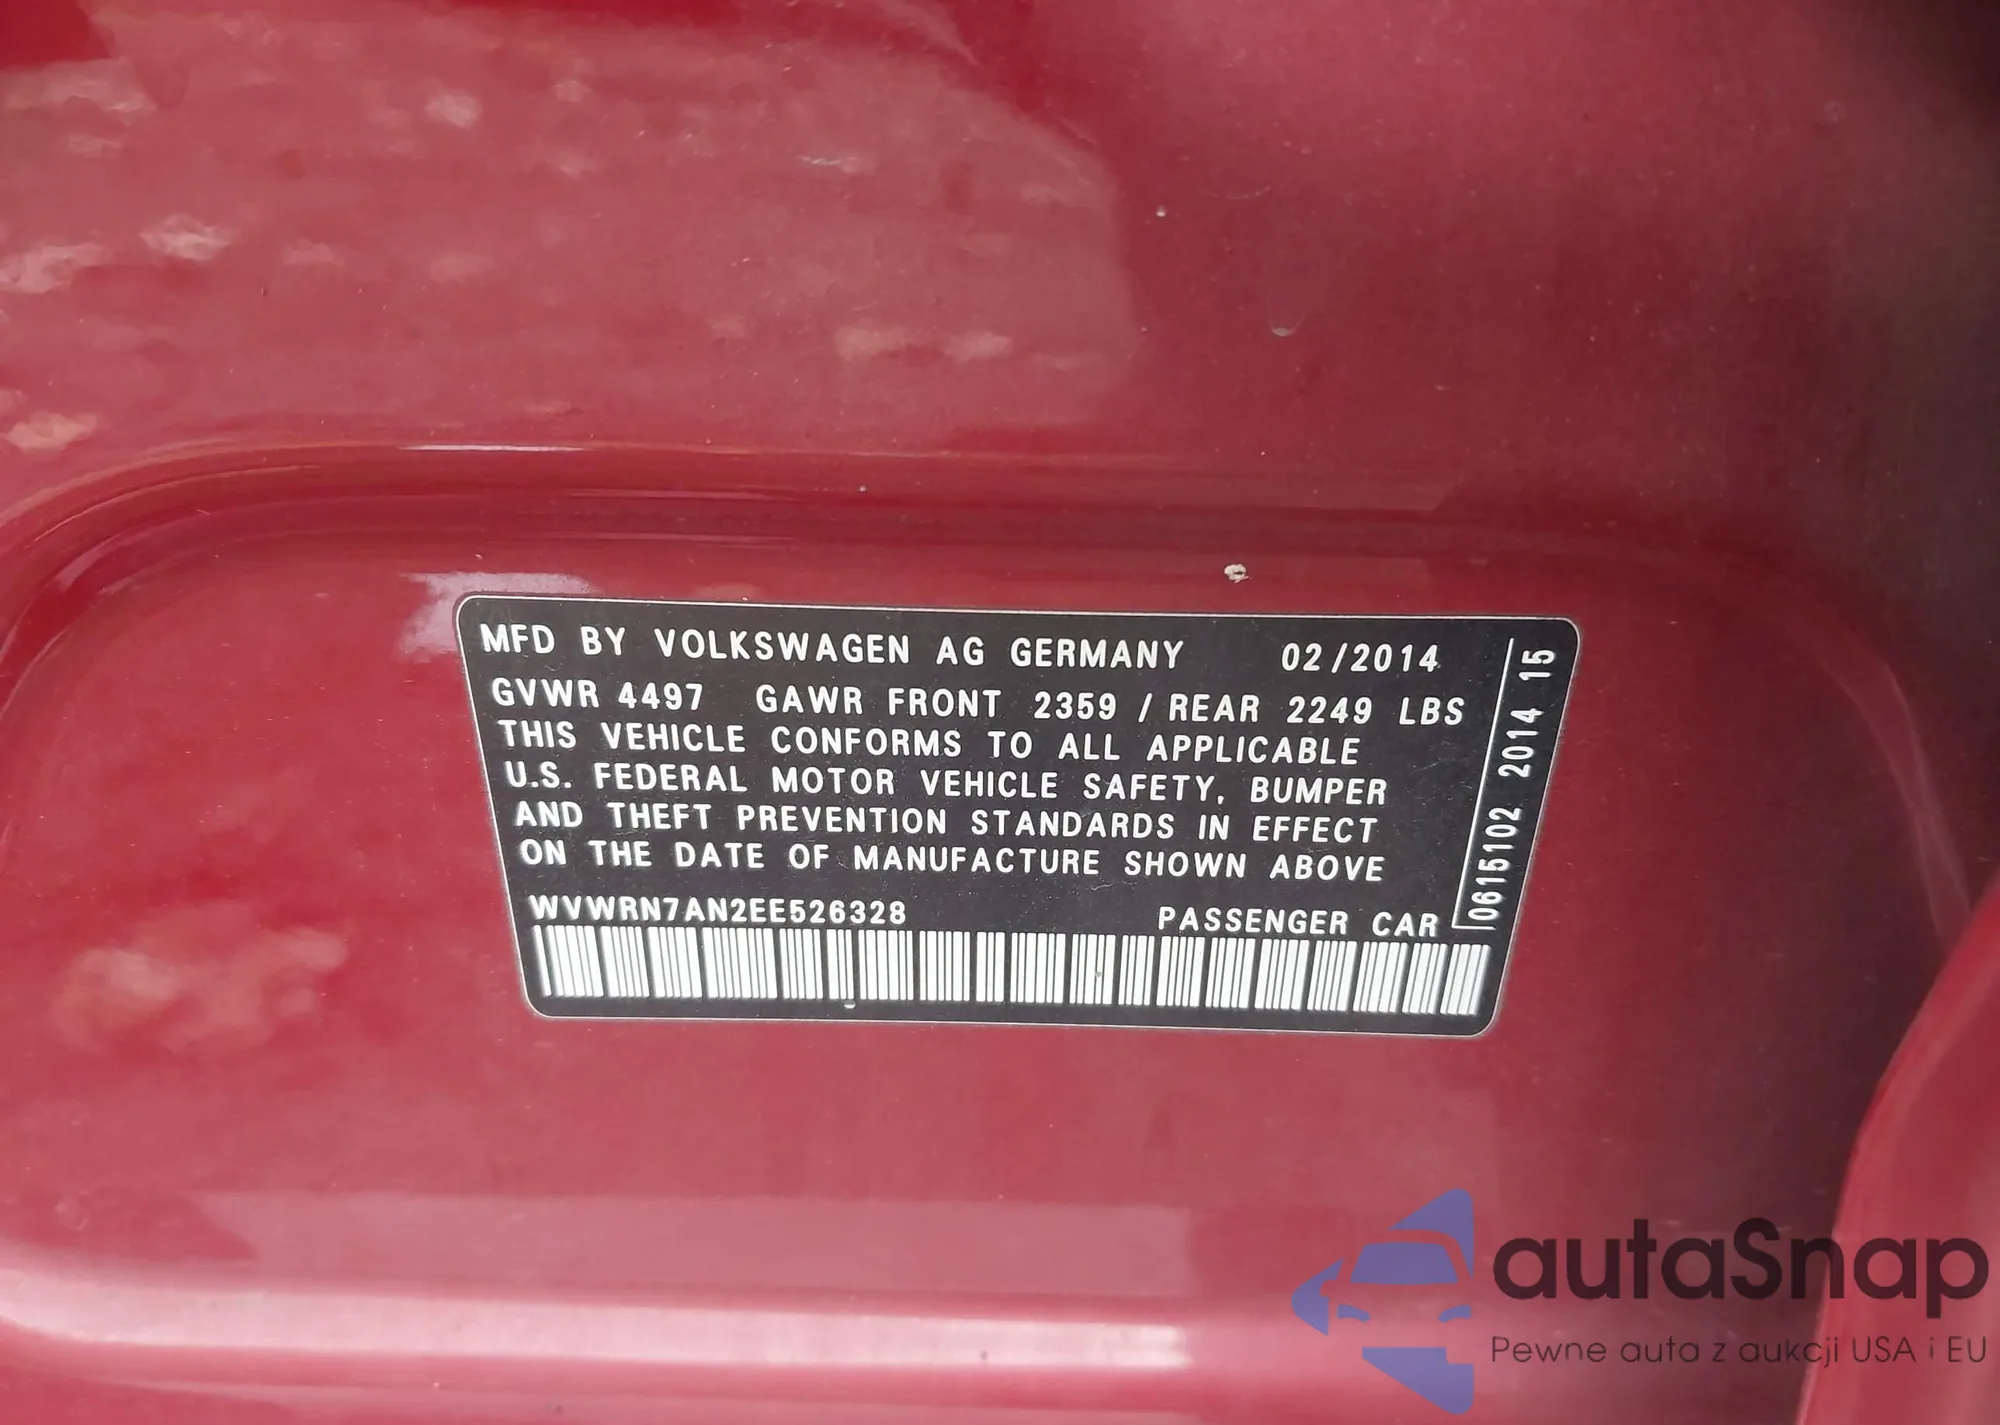 MFD BY VOLKSWAGEN AG GERMANY 02/2014
GVWR 4497 GAWR FRONT 2359 / REAR 2249 LBS
THIS VEHICLE CONFORMS TO ALL APPLICABLE
U.S. FEDERAL MOTOR VEHICLE SAFETY, BUMPER
AND THEFT PREVENTION STANDARDS IN EFFECT
ON THE DATE OF MANUFACTURE SHOWN ABOVE
WVWRN7AN2EE526328 PASSENGER CAR
0615102 2014 15
autaSnap
Pewne auta z aukcji USA i EU